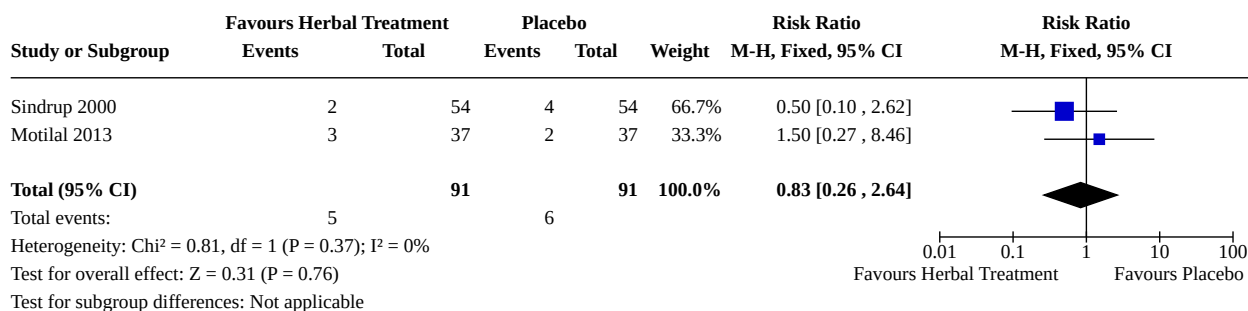 Favours Herbal Treatment Placebo Risk Ratio Risk Ratio
Study or Subgroup Events Total Events Total Weight M-H, Fixed, 95% CI M-H, Fixed, 95% CI
Sindrup 2000 2 54 4 54 66.7% 0.50 [0.10 , 2.62]
Motilal 2013 3 37 2 37 33.3% 1.50 [0.27 , 8.46]
Total (95% CI) 91 91 100.0% 0.83 [0.26 , 2.64]
Total events: 5 6
Heterogeneity: Chi² = 0.81, df = 1 (P = 0.37); I² = 0%
0.01 0.1 1 10 100
Test for overall effect: Z = 0.31 (P = 0.76) Favours Herbal Treatment Favours Placebo
Test for subgroup differences: Not applicable